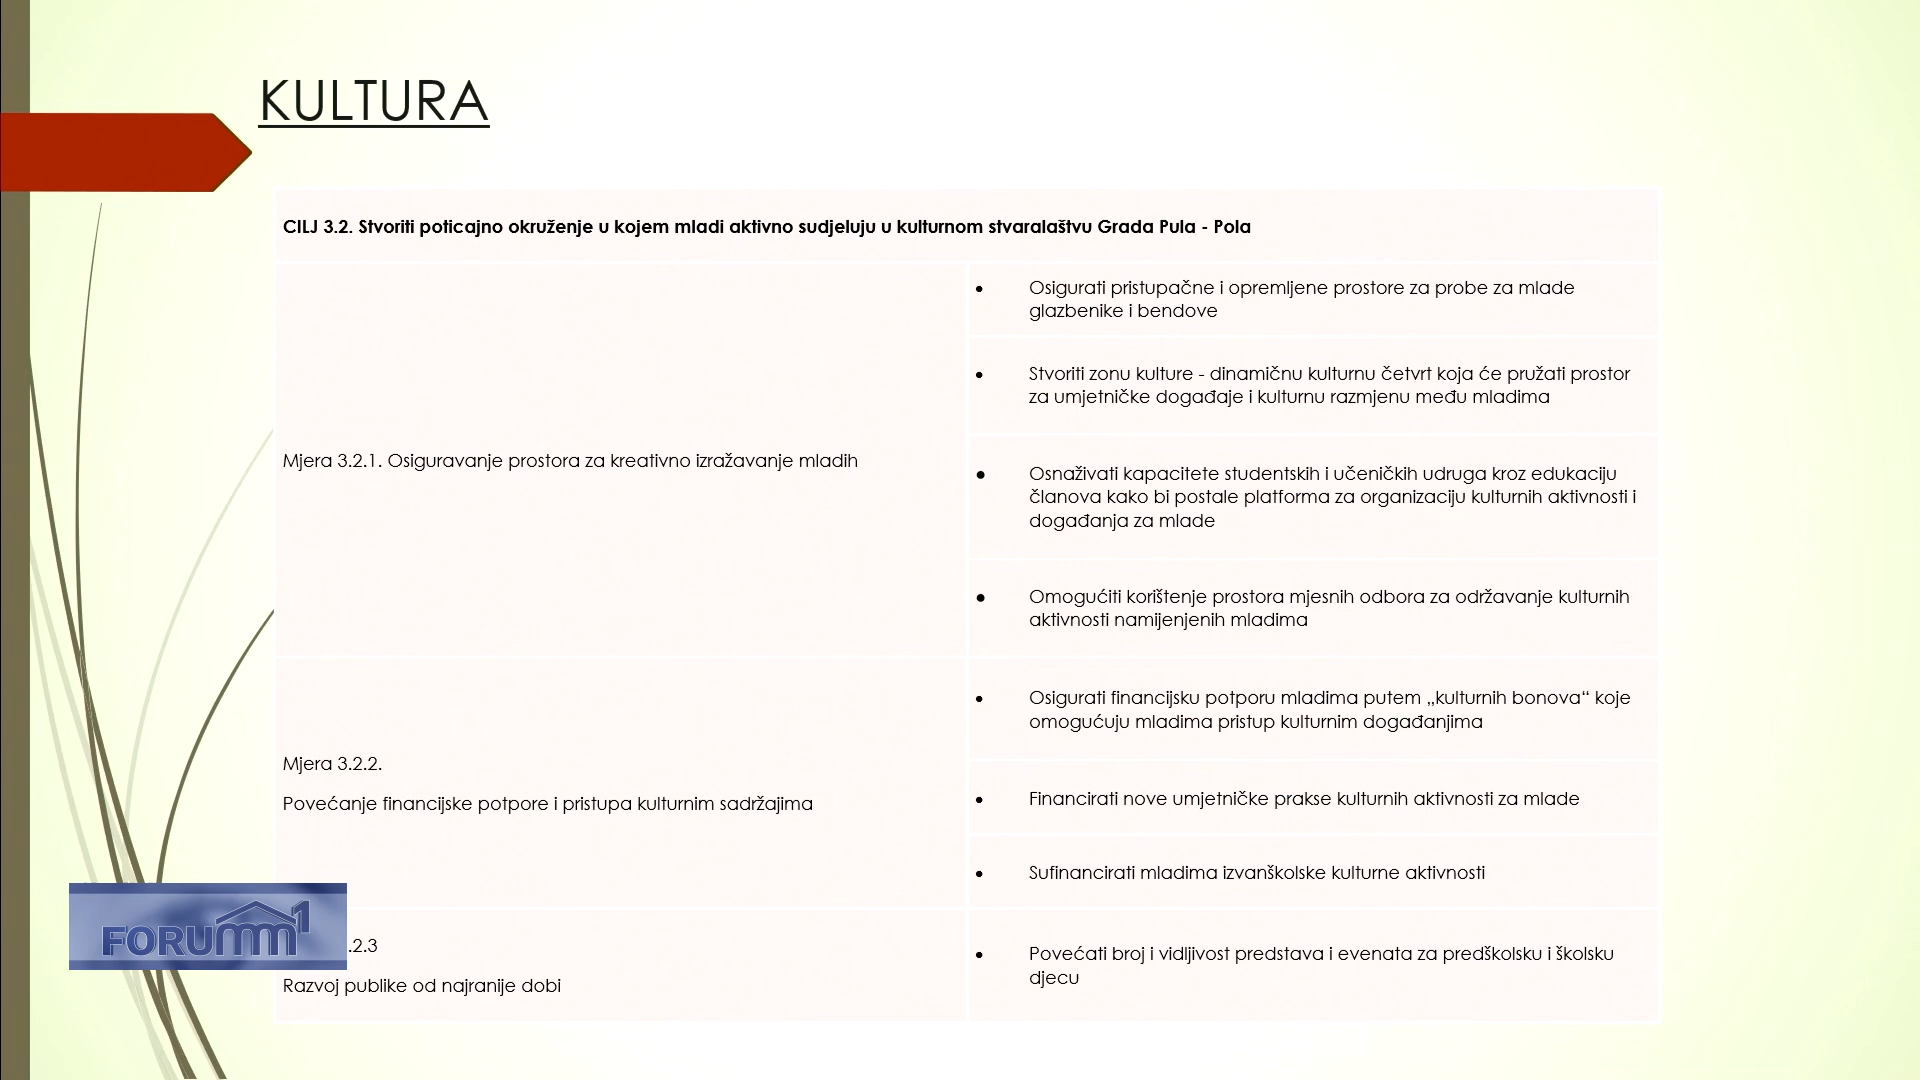 KULTURA
CILJ 3.2. Stvoriti poticajno okruženje u kojem mladi aktivno sudjeluju u kulturnom stvaralaštvu Grada Pula - Pola
Mjera 3.2.1. Osiguravanje prostora za kreativno izražavanje mladih
• Osigurati pristupačne i opremljene prostore za probe za mlade
glazbenike i bendove
• Stvoriti zonu kulture - dinamičnu kulturnu četvrt koja će pružati prostor
za umjetničke događaje i kulturnu razmjenu među mladima
• Osnaživati kapacitete studentskih i učeničkih udruga kroz edukaciju
članova kako bi postale platforma za organizaciju kulturnih aktivnosti i
događanja za mlade
• Omogućiti korištenje prostora mjesnih odbora za održavanje kulturnih
aktivnosti namijenjenih mladima
Mjera 3.2.2.
Povećanje financijske potpore i pristupa kulturnim sadržajima
• Osigurati financijsku potporu mladima putem „kulturnih bonova“ koje
omogućuju mladima pristup kulturnim događanjima
• Financirati nove umjetničke prakse kulturnih aktivnosti za mlade
• Sufinancirati mladima izvanškolske kulturne aktivnosti
.2.3
Razvoj publike od najranije dobi
• Povećati broj i vidljivost predstava i evenata za predškolsku i školsku
djecu
FORUMM1